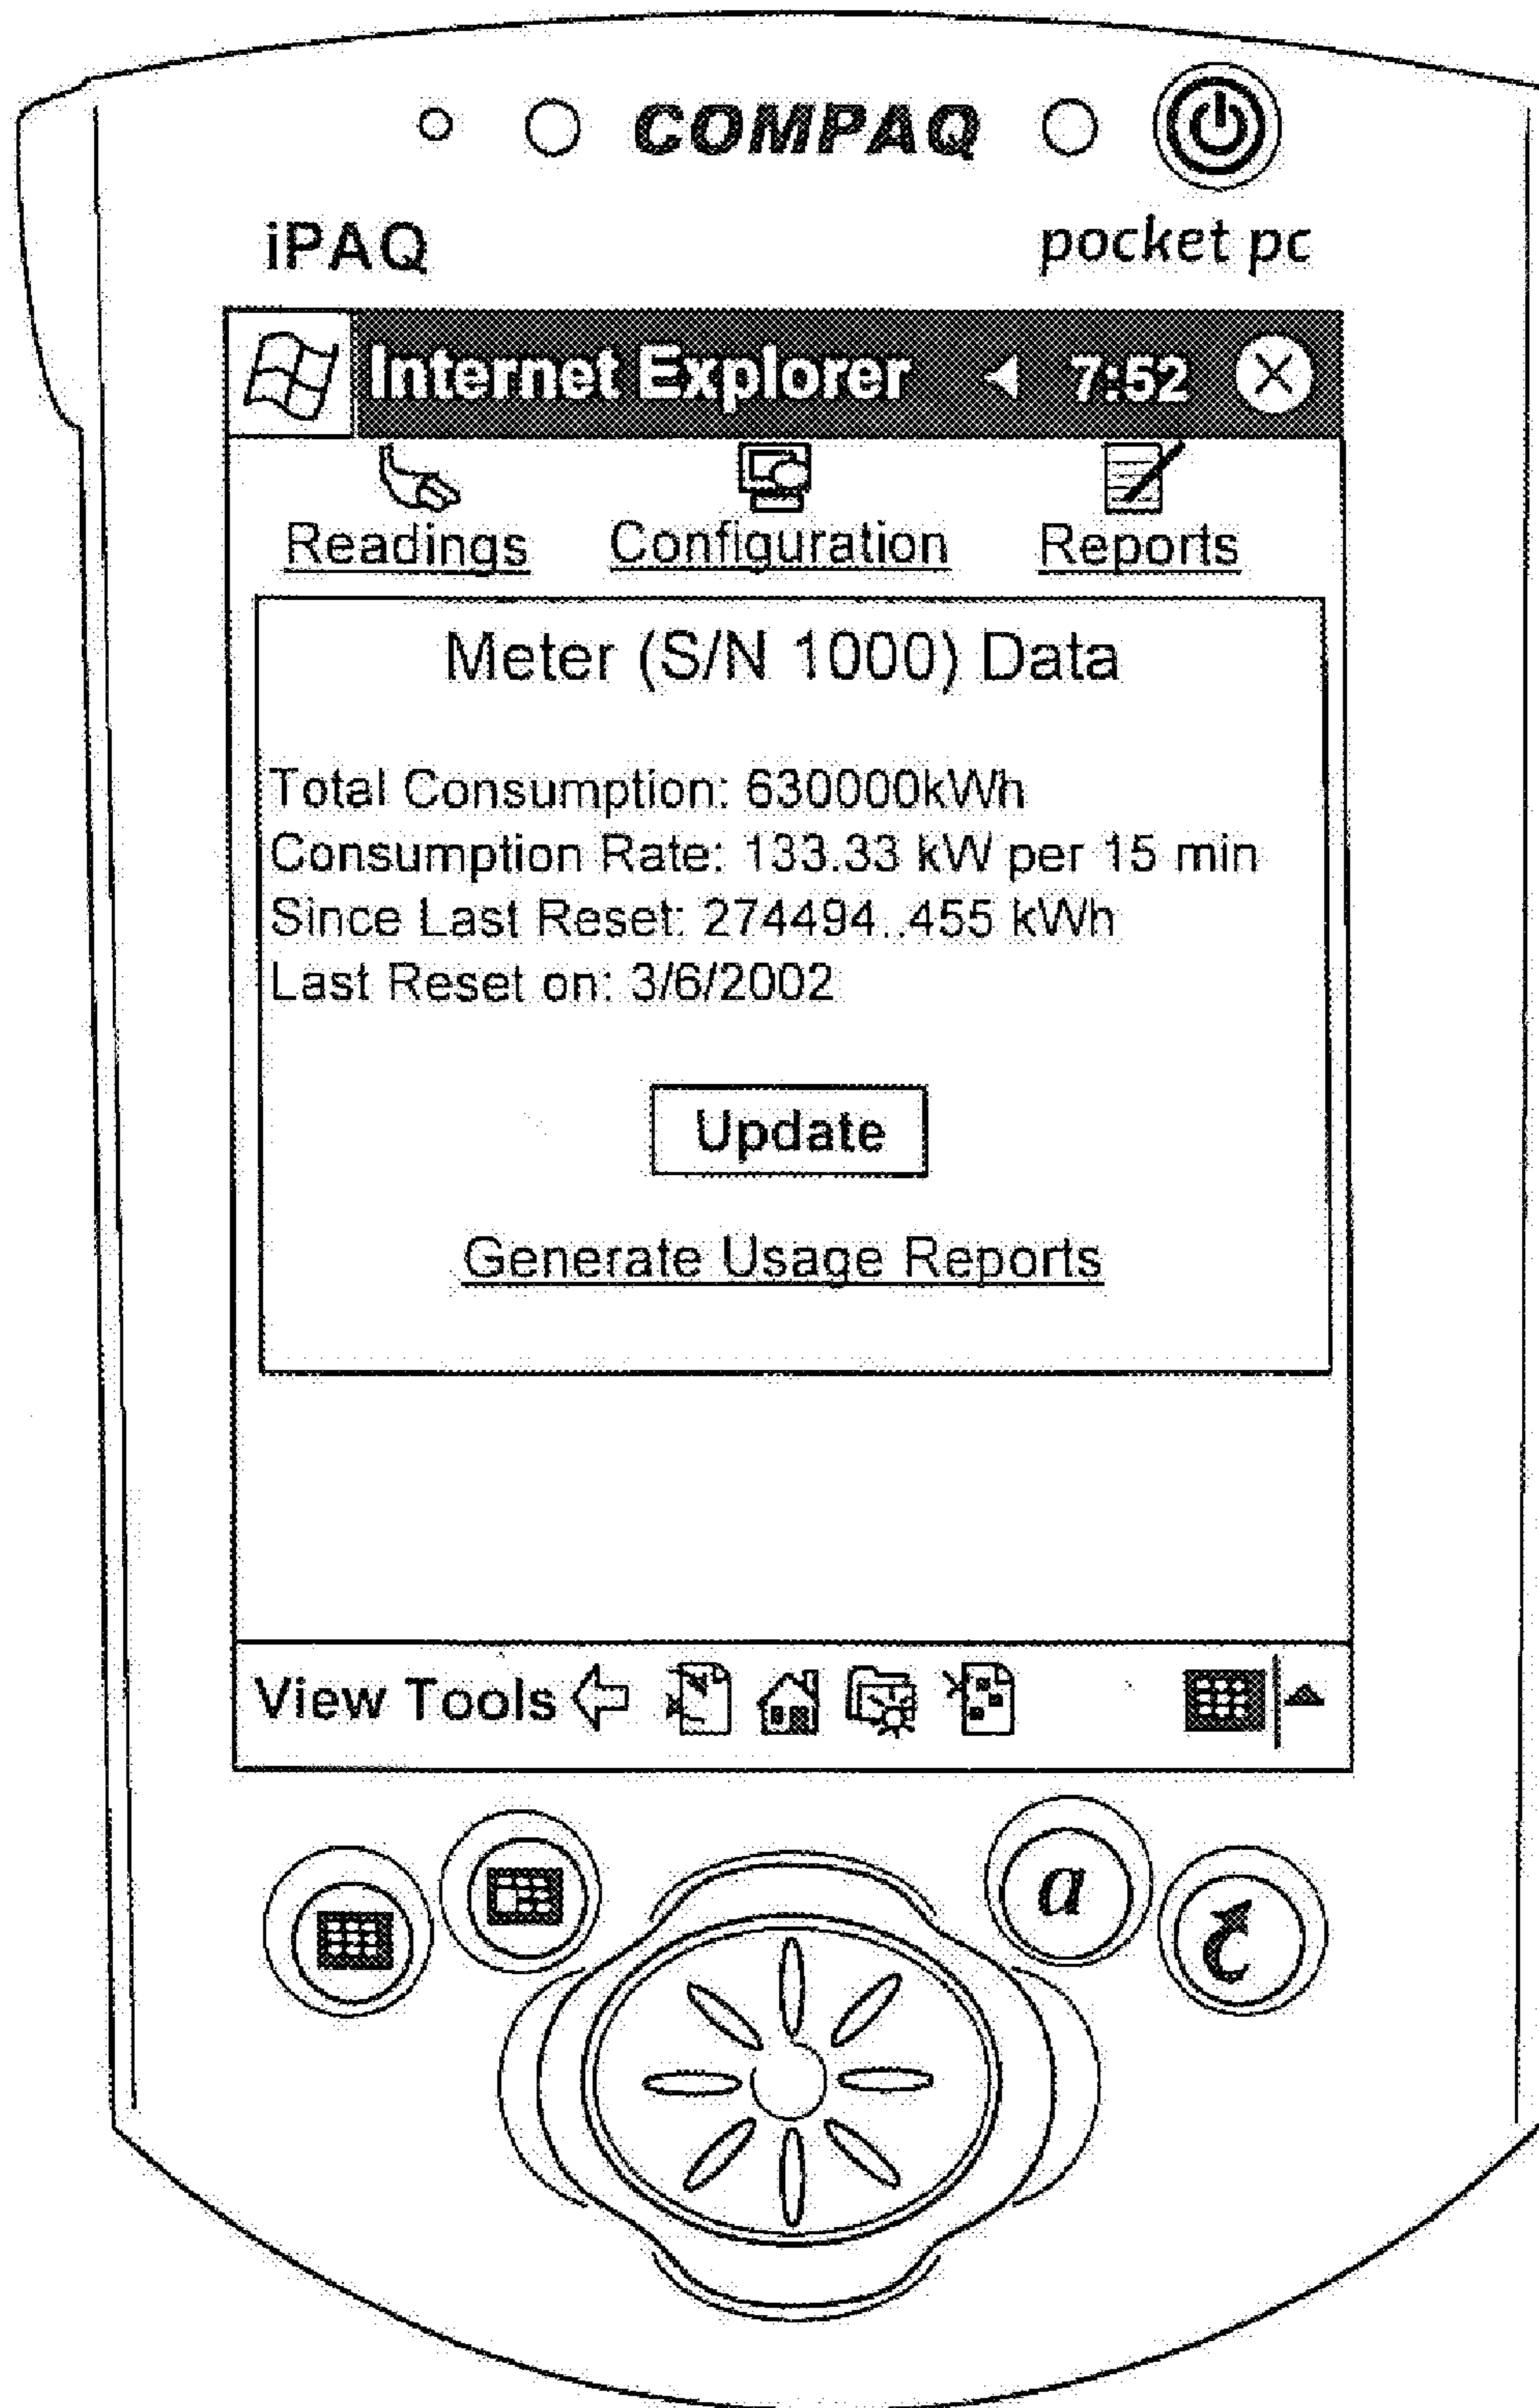 COMPAQ
iPAQ
pocket pc
Internet Explorer 7:52
Readings Configuration Reports
Meter (S/N 1000) Data
Total Consumption: 630000kWh
Consumption Rate: 133.33 kW per 15 min
Since Last Reset: 274494..455 kWh
Last Reset on: 3/6/2002
Update
Generate Usage Reports
View Tools
a